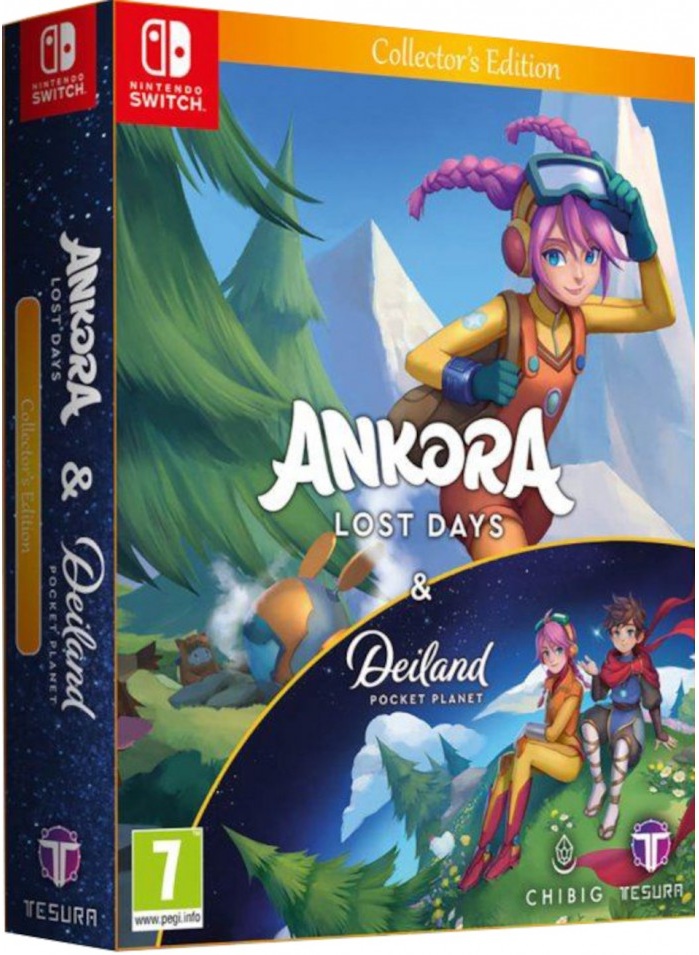 NINTENDO
SWITCH
ANKORA
LOST DAYS
&
Deiland
POCKET PLANET
Collector's Edition
TESURA
NINTENDO
SWITCH
Collector's Edition
ANKORA
LOST DAYS
&
Deiland
POCKET PLANET
7
www.pegi.info
CHIBIG
TESURA